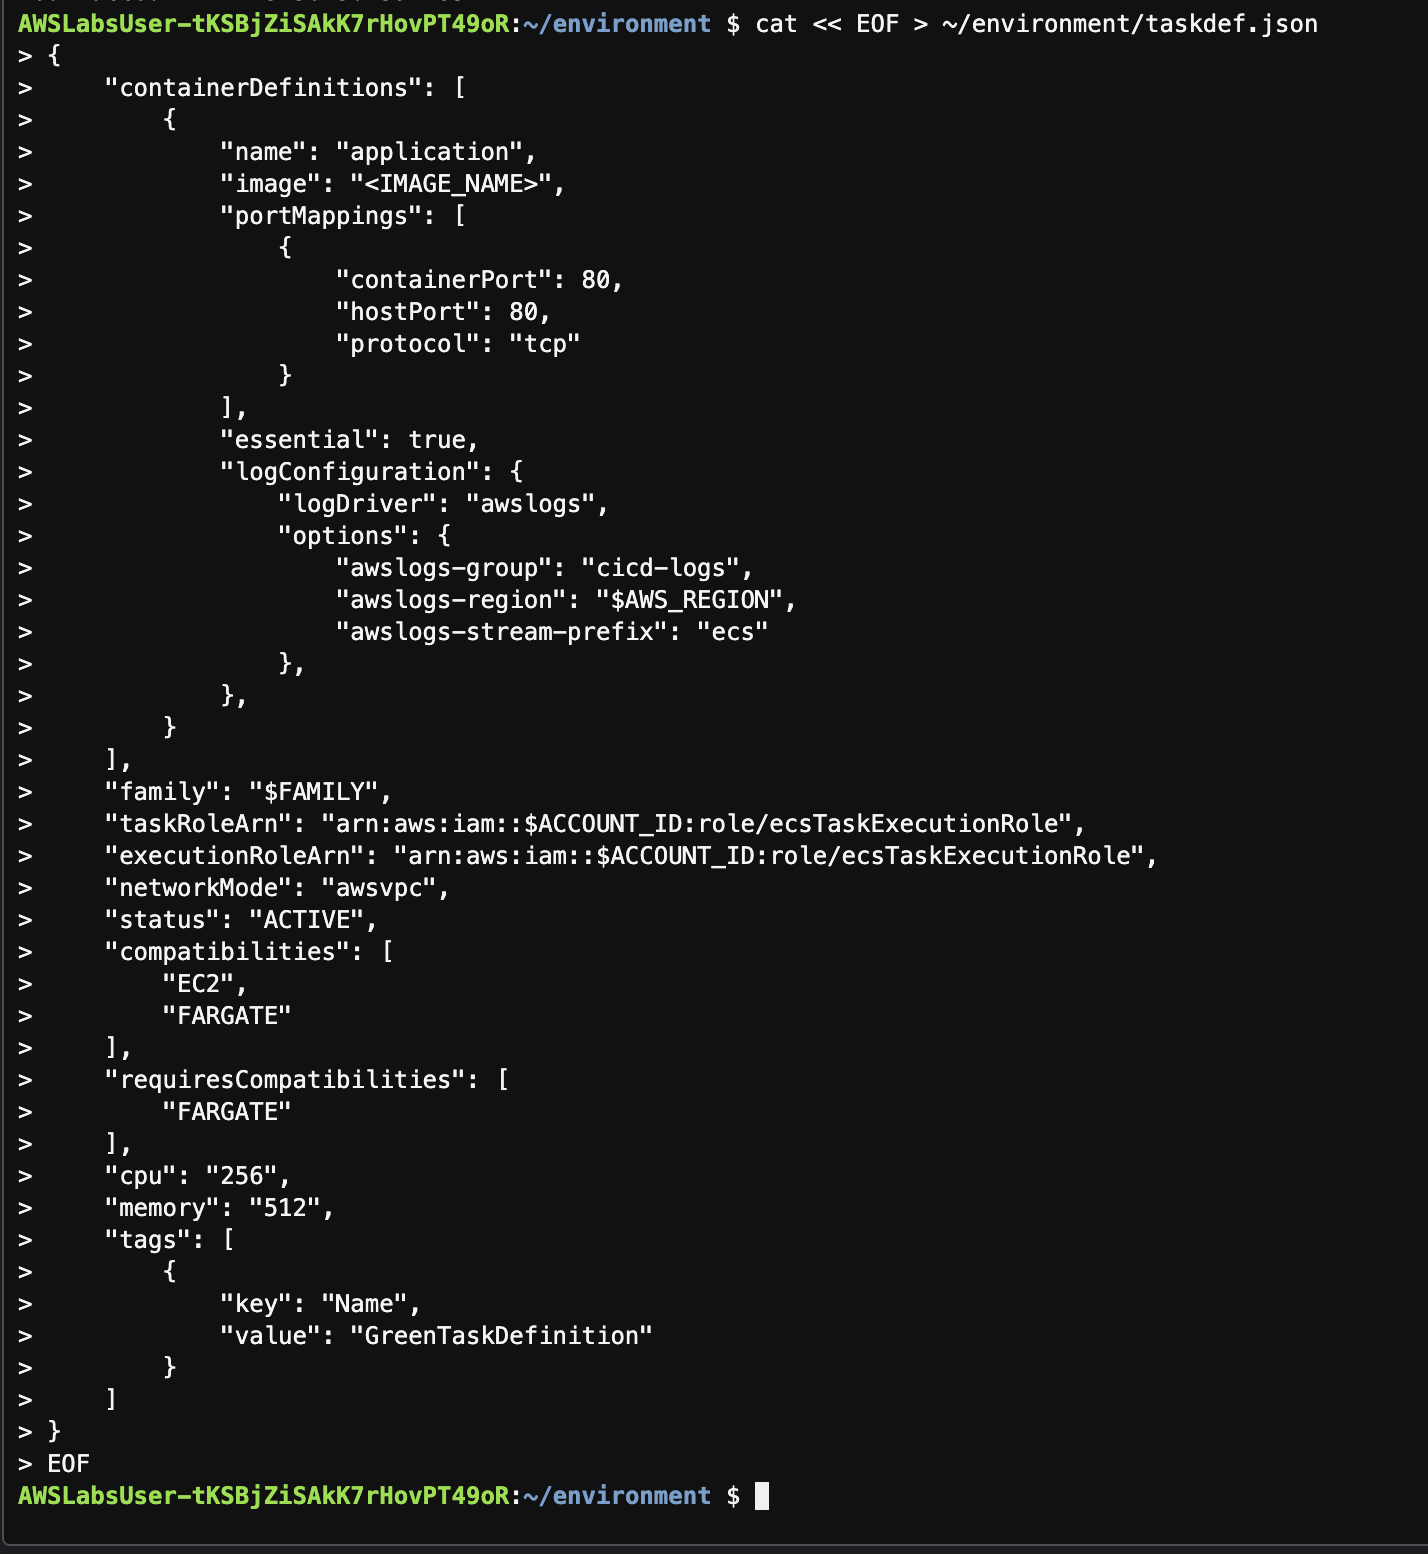 AWSLabsUser-tKSBjZiSAkK7rHovPT49oR:~/environment $ cat << EOF > ~/environment/taskdef.json
> {
>     "containerDefinitions": [
>         {
>             "name": "application",
>             "image": "<IMAGE_NAME>",
>             "portMappings": [
>                 {
>                     "containerPort": 80,
>                     "hostPort": 80,
>                     "protocol": "tcp"
>                 }
>             ],
>             "essential": true,
>             "logConfiguration": {
>                 "logDriver": "awslogs",
>                 "options": {
>                     "awslogs-group": "cicd-logs",
>                     "awslogs-region": "$AWS_REGION",
>                     "awslogs-stream-prefix": "ecs"
>                 },
>             },
>         }
>     ],
>     "family": "$FAMILY",
>     "taskRoleArn": "arn:aws:iam::$ACCOUNT_ID:role/ecsTaskExecutionRole",
>     "executionRoleArn": "arn:aws:iam::$ACCOUNT_ID:role/ecsTaskExecutionRole",
>     "networkMode": "awsvpc",
>     "status": "ACTIVE",
>     "compatibilities": [
>         "EC2",
>         "FARGATE"
>     ],
>     "requiresCompatibilities": [
>         "FARGATE"
>     ],
>     "cpu": "256",
>     "memory": "512",
>     "tags": [
>         {
>             "key": "Name",
>             "value": "GreenTaskDefinition"
>         }
>     ]
> }
> EOF
AWSLabsUser-tKSBjZiSAkK7rHovPT49oR:~/environment $